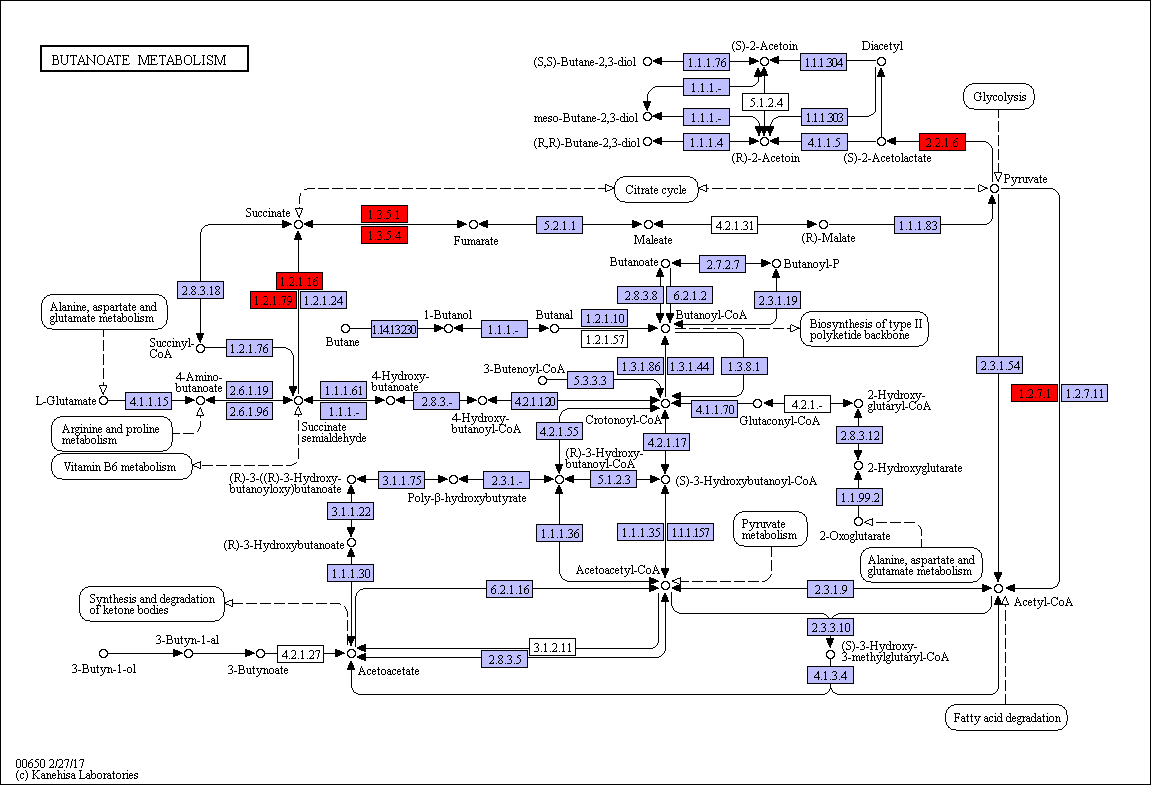 BUTANOATE METABOLISM
(S)-2-Acetoin
Diacetyl
(S,S)-Butane-2,3-diol
1.1.1.76
1.1.1.304
1.1.1.-
5.1.2.4
Glycolysis
meso-Butane-2,3-diol
1.1.1.-
1.1.1.303
(R,R)-Butane-2,3-diol
1.1.1.4
4.1.1.5
2.2.1.6
(R)-2-Acetoin
(S)-2-Acetolactate
Pyruvate
Citrate cycle
Succinate
1.3.5.1
1.3.5.4
Fumarate
5.2.1.1
Maleate
4.2.1.31
(R)-Malate
1.1.1.83
Butanoate
2.7.2.7
Butanoyl-P
1.2.1.16
2.8.3.18
1.2.1.79
1.2.1.24
2.8.3.8
6.2.1.2
2.3.1.19
Alanine, aspartate and
glutamate metabolism
1-Butanol
Butanal
1.2.1.10
Butanoyl-CoA
Biosynthesis of type II
polyketide backbone
Butane
1.14.13230
1.1.1.-
1.2.1.57
Succinyl-
CoA
1.2.1.76
3-Butenoyl-CoA
1.3.1.86
1.3.1.44
1.3.8.1
2.3.1.54
4-Amino-
butanoate
2.6.1.19
1.1.1.61
4-Hydroxy-
butanoate
5.3.3.3
1.2.7.1
1.2.7.11
L-Glutamate
4.1.1.15
2.6.1.96
1.1.1.-
2.8.3.-
4.2.1.120
4.1.1.70
4.2.1.-
2-Hydroxy-
glutaryl-CoA
Crotonoyl-CoA
Glutaconyl-CoA
Arginine and proline
metabolism
Succinate
semialdehyde
4-Hydroxy-
butanoyl-CoA
4.2.1.55
4.2.1.17
2.8.3.12
Vitamin B6 metabolism
(R)-3-Hydroxy-
butanoyl-CoA
2-Hydroxyglutarate
(R)-3-((R)-3-Hydroxy-
butanoyloxy)butanoate
3.1.1.75
2.3.1.-
5.1.2.3
(S)-3-Hydroxybutanoyl-CoA
Poly-β-hydroxybutyrate
1.1.99.2
3.1.1.22
1.1.1.36
1.1.1.35
1.1.1.157
Pyruvate
metabolism
2-Oxoglutarate
(R)-3-Hydroxybutanoate
Alanine, aspartate and
glutamate metabolism
1.1.1.30
Acetoacetyl-CoA
6.2.1.16
2.3.1.9
Acetyl-CoA
Synthesis and degradation
of ketone bodies
2.3.3.10
3-Butyn-1-al
4.2.1.27
3.1.2.11
2.8.3.5
(S)-3-Hydroxy-
3-methylglutaryl-CoA
3-Butyn-1-ol
3-Butynoate
Acetoacetate
4.1.3.4
Fatty acid degradation
00650 2/27/17
(c) Kanehisa Laboratories